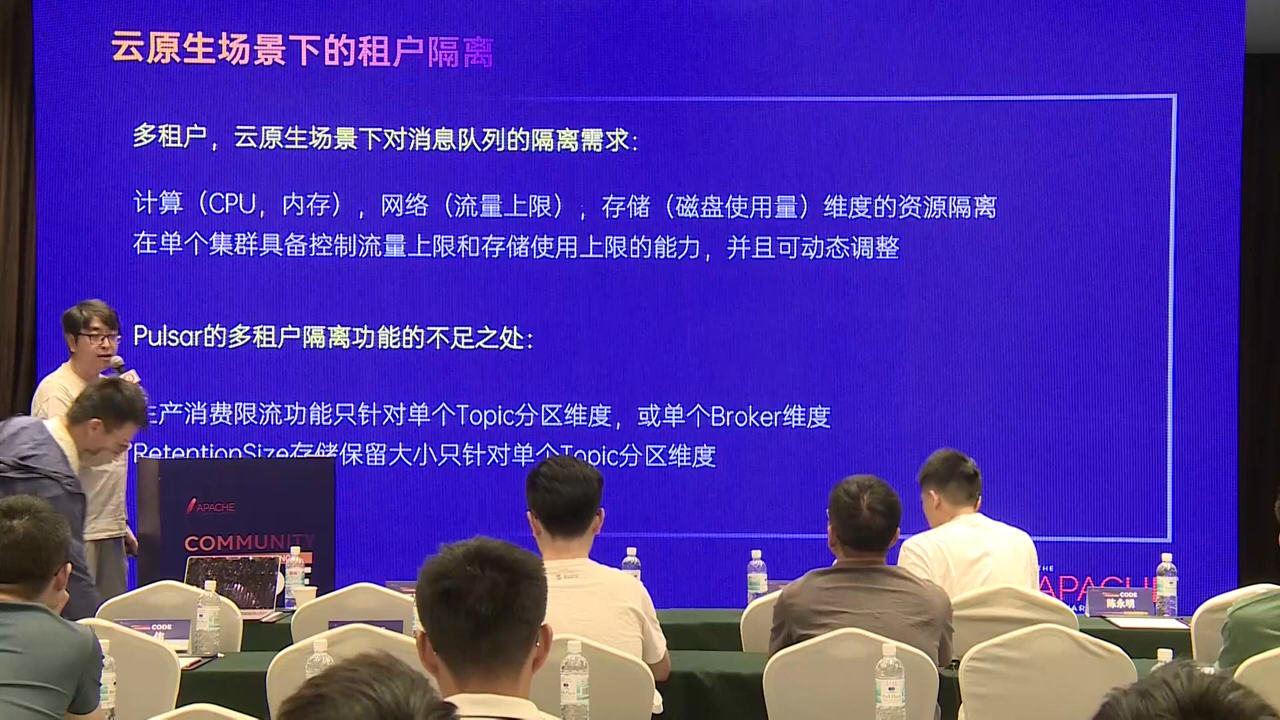 云原生场景下的租户隔离
多租户，云原生场景下对消息队列的隔离需求：
计算（CPU，内存），网络（流量上限），存储（磁盘使用量）维度的资源隔离
在单个集群具备控制流量上限和存储使用上限的能力，并且可动态调整
Pulsar的多租户隔离功能的不足之处：
生产消费限流功能只针对单个Topic分区维度，或单个Broker维度
RetentionSize存储保留大小只针对单个Topic分区维度
APACHE
COMMUNITY
THE
APACHE
CODE
陈永明
CODE
伟